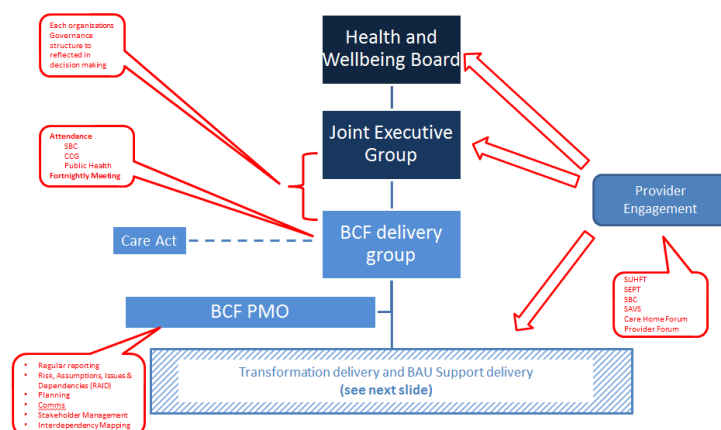 Each organisations
Governance
structure to
reflected in
decision making
Health and
Wellbeing Board
Attendance
SBC
CCG
Public Health
Fortnightly Meeting
Joint Executive
Group
Provider
Engagement
Care Act
BCF delivery
group
SUHFT
SEPT
SBC
SAVS
Care Home Forum
Provider Forum
BCF PMO
• Regular reporting
• Risk, Assumptions, Issues &
Dependencies (RAID)
• Planning
• Comms
• Stakeholder Management
• Interdependency Mapping
Transformation delivery and BAU Support delivery
(see next slide)